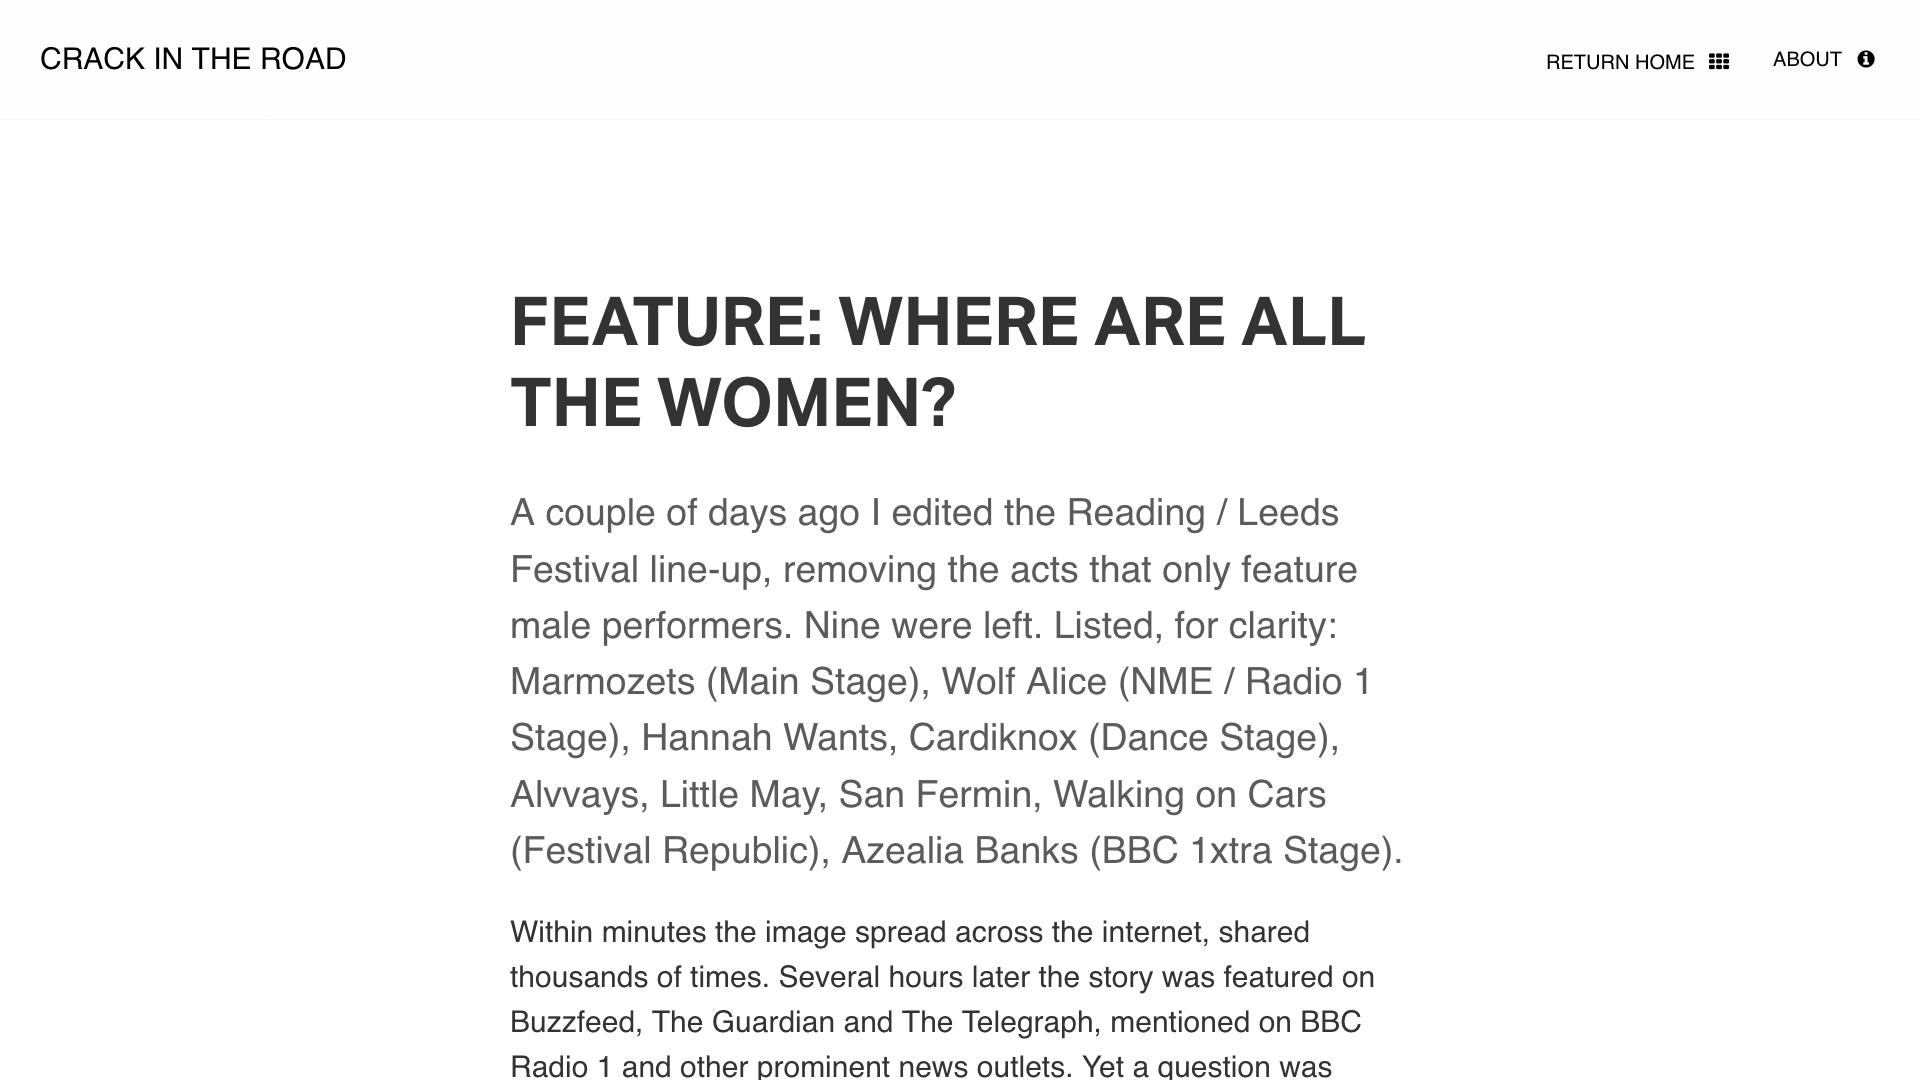 CRACK IN THE ROAD
RETURN HOME
ABOUT
FEATURE: WHERE ARE ALL
THE WOMEN?
A couple of days ago I edited the Reading / Leeds
Festival line-up, removing the acts that only feature
male performers. Nine were left. Listed, for clarity:
Marmozets (Main Stage), Wolf Alice (NME / Radio 1
Stage), Hannah Wants, Cardiknox (Dance Stage),
Alvvays, Little May, San Fermin, Walking on Cars
(Festival Republic), Azealia Banks (BBC 1xtra Stage).
Within minutes the image spread across the internet, shared
thousands of times. Several hours later the story was featured on
Buzzfeed, The Guardian and The Telegraph, mentioned on BBC
Radio 1 and other prominent news outlets. Yet a question was